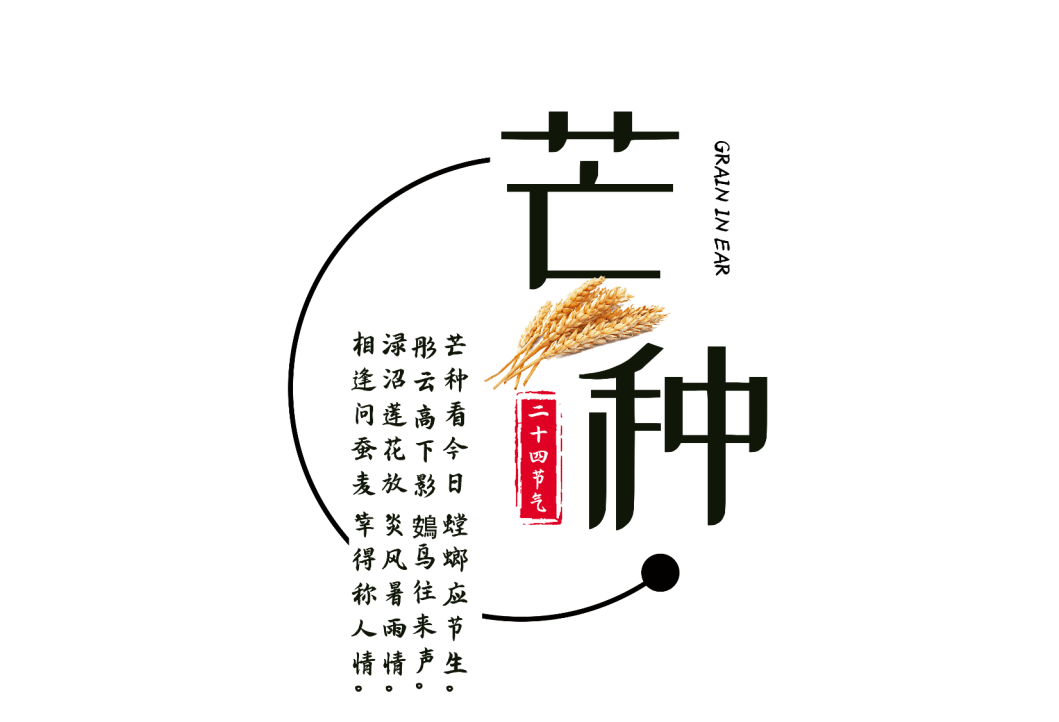 芒种
GRAIN IN EAR
二十四节气
芒种看今日 螳螂应节生。
彤云高下影 鴳鸟往来声。
渌沼莲花放 炎风暑雨情。
相逢问蚕麦 幸得称人情。